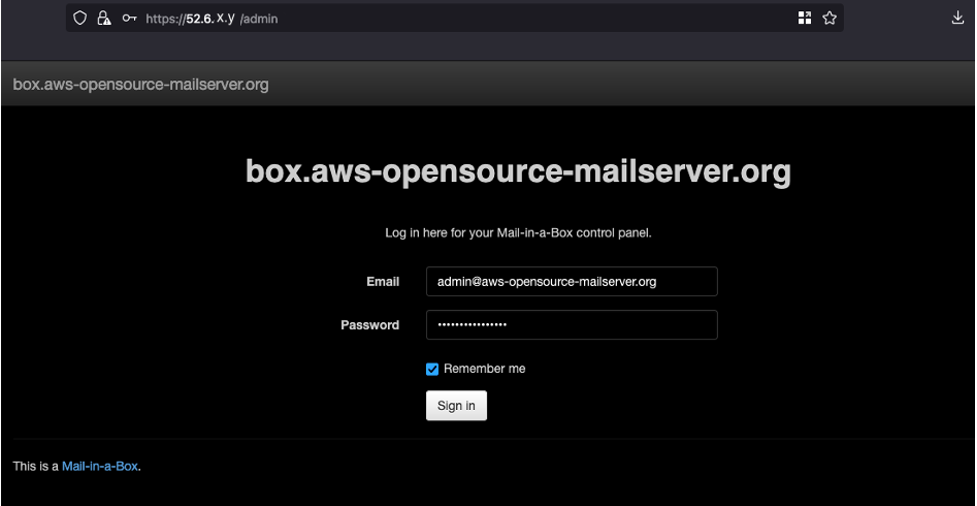 https://52.6. x.y /admin
box.aws-opensource-mailserver.org
box.aws-opensource-mailserver.org
Log in here for your Mail-in-a-Box control panel.
Email admin@aws-opensource-mailserver.org
Password ••••••••••••••••
Remember me
Sign in
This is a Mail-in-a-Box.